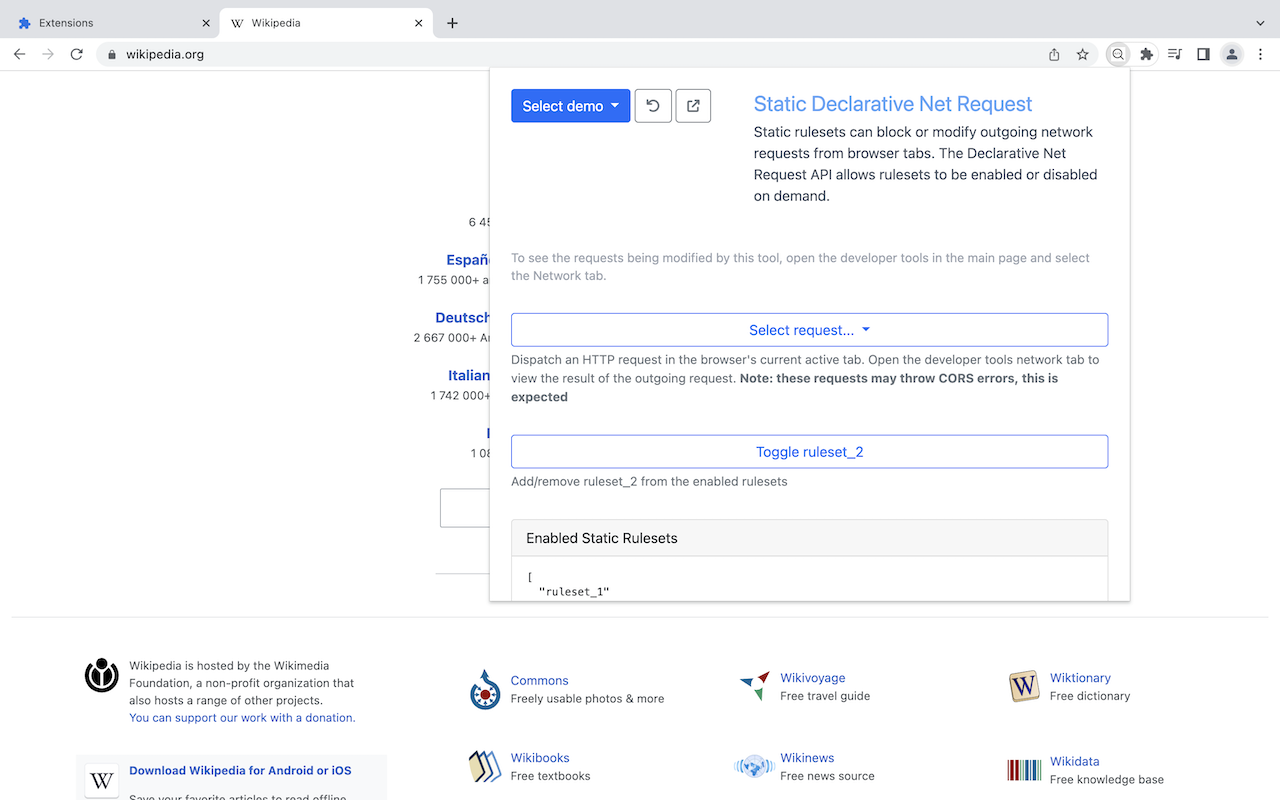 Extensions
Wikipedia
wikipedia.org
Select demo
Static Declarative Net Request
Static rulesets can block or modify outgoing network
requests from browser tabs. The Declarative Net
Request API allows rulesets to be enabled or disabled
on demand.
6 45
Españ
1 755 000+ a
Deutsch
2 667 000+ Ar
Italian
1 742 000+
1 08
To see the requests being modified by this tool, open the developer tools in the main page and select
the Network tab.
Select request...
Dispatch an HTTP request in the browser's current active tab. Open the developer tools network tab to
view the result of the outgoing request. Note: these requests may throw CORS errors, this is
expected
Toggle ruleset_2
Add/remove ruleset_2 from the enabled rulesets
Enabled Static Rulesets
[
"ruleset_1"
Wikipedia is hosted by the Wikimedia
Foundation, a non-profit organization that
also hosts a range of other projects.
You can support our work with a donation.
W
Download Wikipedia for Android or iOS
Save your favorite articles to read offline,
Commons
Freely usable photos & more
Wikivoyage
Free travel guide
W
Wiktionary
Free dictionary
Wikibooks
Free textbooks
Wikinews
Free news source
Wikidata
Free knowledge base